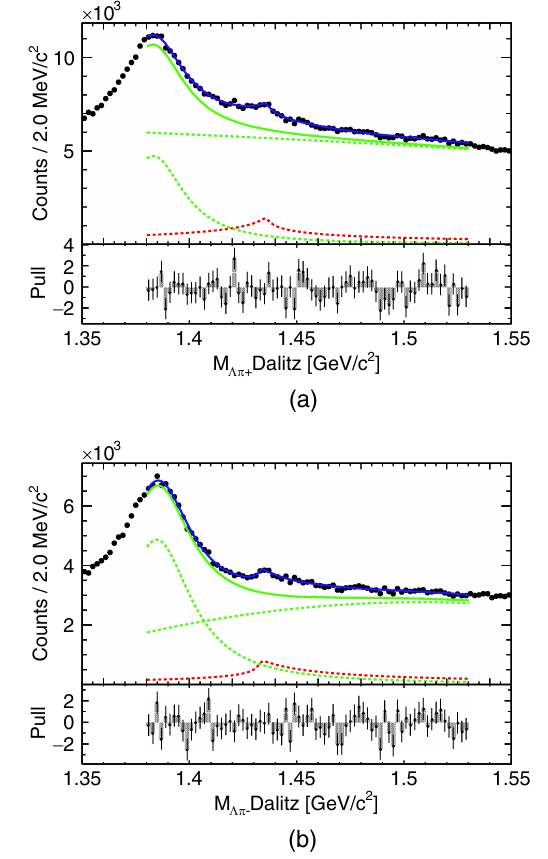 ×10³
10
5
Counts / 2.0 MeV/c²
4
2
0
−2
Pull
1.35 1.4 1.45 1.5 1.55
M_Λπ+ Dalitz [GeV/c²]
(a)
×10³
6
4
2
Counts / 2.0 MeV/c²
2
0
−2
Pull
1.35 1.4 1.45 1.5 1.55
M_Λπ- Dalitz [GeV/c²]
(b)